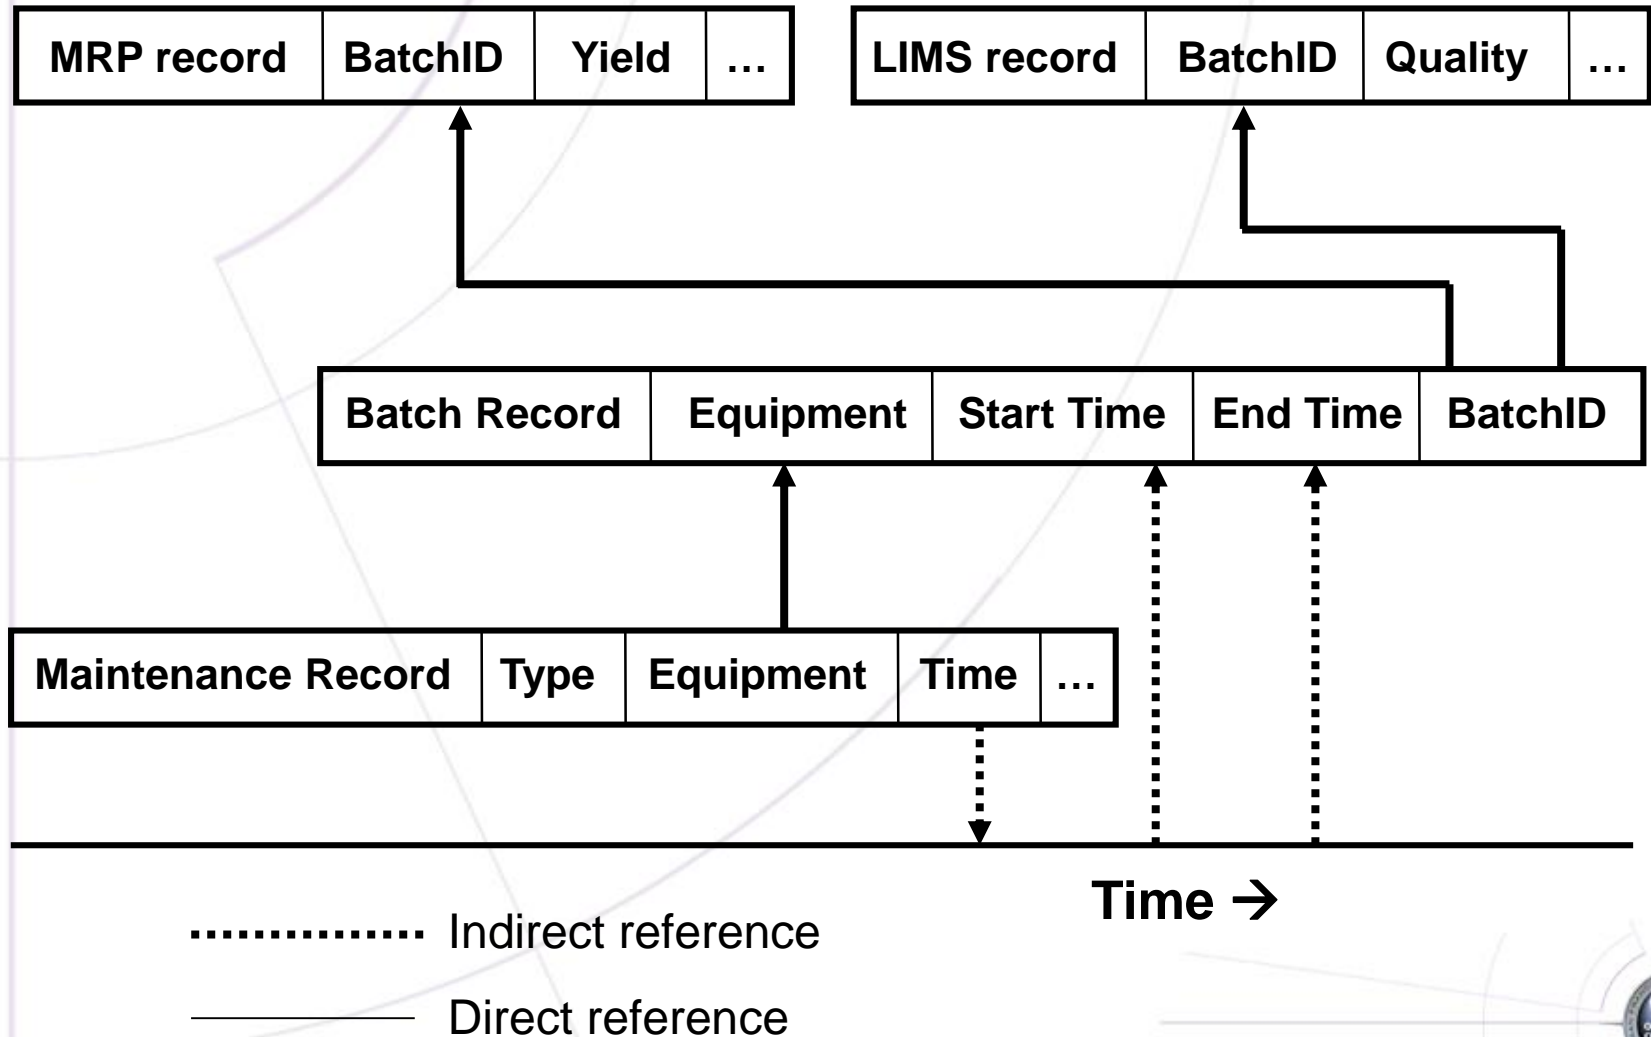 MRP record BatchID Yield …
LIMS record BatchID Quality …
Batch Record Equipment Start Time End Time BatchID
Maintenance Record Type Equipment Time …
Time →
Indirect reference
Direct reference